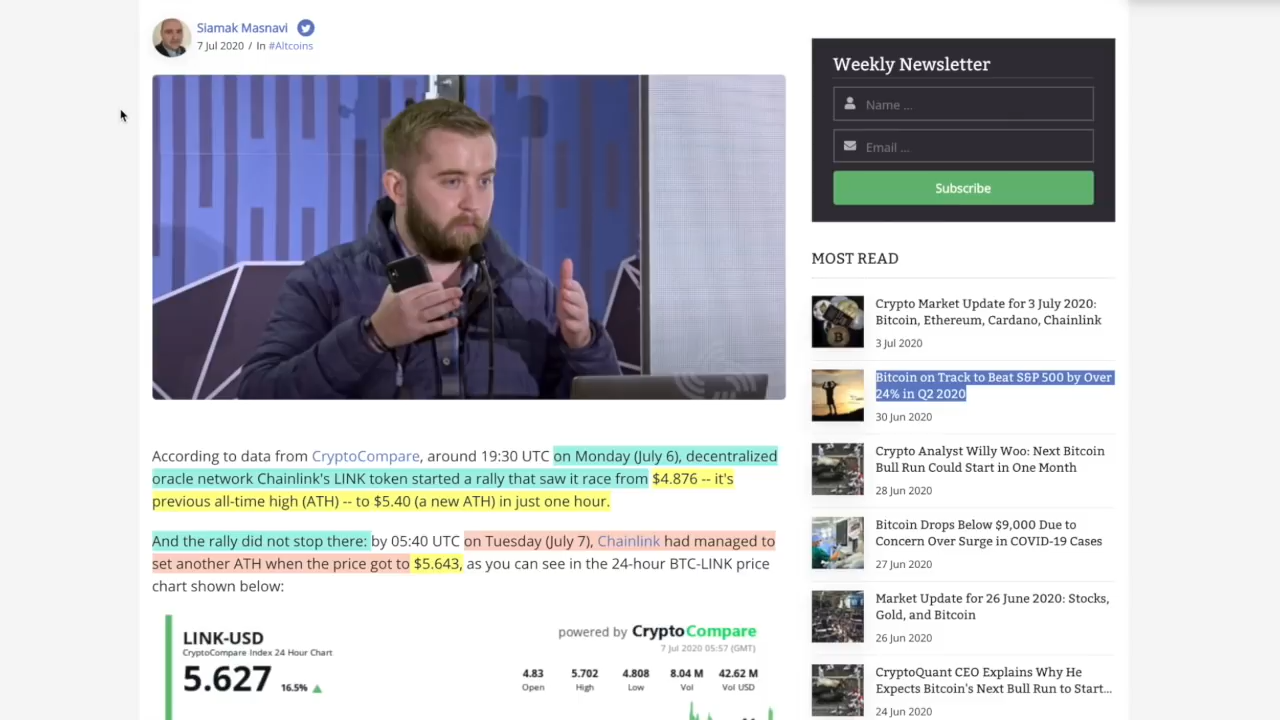 Siamak Masnavi
7 Jul 2020 / In #Altcoins
According to data from CryptoCompare, around 19:30 UTC on Monday (July 6), decentralized
oracle network Chainlink's LINK token started a rally that saw it race from $4.876 -- it's
previous all-time high (ATH) -- to $5.40 (a new ATH) in just one hour.
And the rally did not stop there: by 05:40 UTC on Tuesday (July 7), Chainlink had managed to
set another ATH when the price got to $5.643, as you can see in the 24-hour BTC-LINK price
chart shown below:
LINK-USD
CryptoCompare Index 24 Hour Chart
5.627 16.5%
powered by CryptoCompare
7 Jul 2020 05:57 (GMT)
4.83 5.702 4.808 8.04 M 42.62 M
Open High Low Vol Vol USD
Weekly Newsletter
Name ...
Email ...
Subscribe
MOST READ
Crypto Market Update for 3 July 2020:
Bitcoin, Ethereum, Cardano, Chainlink
3 Jul 2020
Bitcoin on Track to Beat S&P 500 by Over
24% in Q2 2020
30 Jun 2020
Crypto Analyst Willy Woo: Next Bitcoin
Bull Run Could Start in One Month
28 Jun 2020
Bitcoin Drops Below $9,000 Due to
Concern Over Surge in COVID-19 Cases
27 Jun 2020
Market Update for 26 June 2020: Stocks,
Gold, and Bitcoin
26 Jun 2020
CryptoQuant CEO Explains Why He
Expects Bitcoin's Next Bull Run to Start...
24 Jun 2020